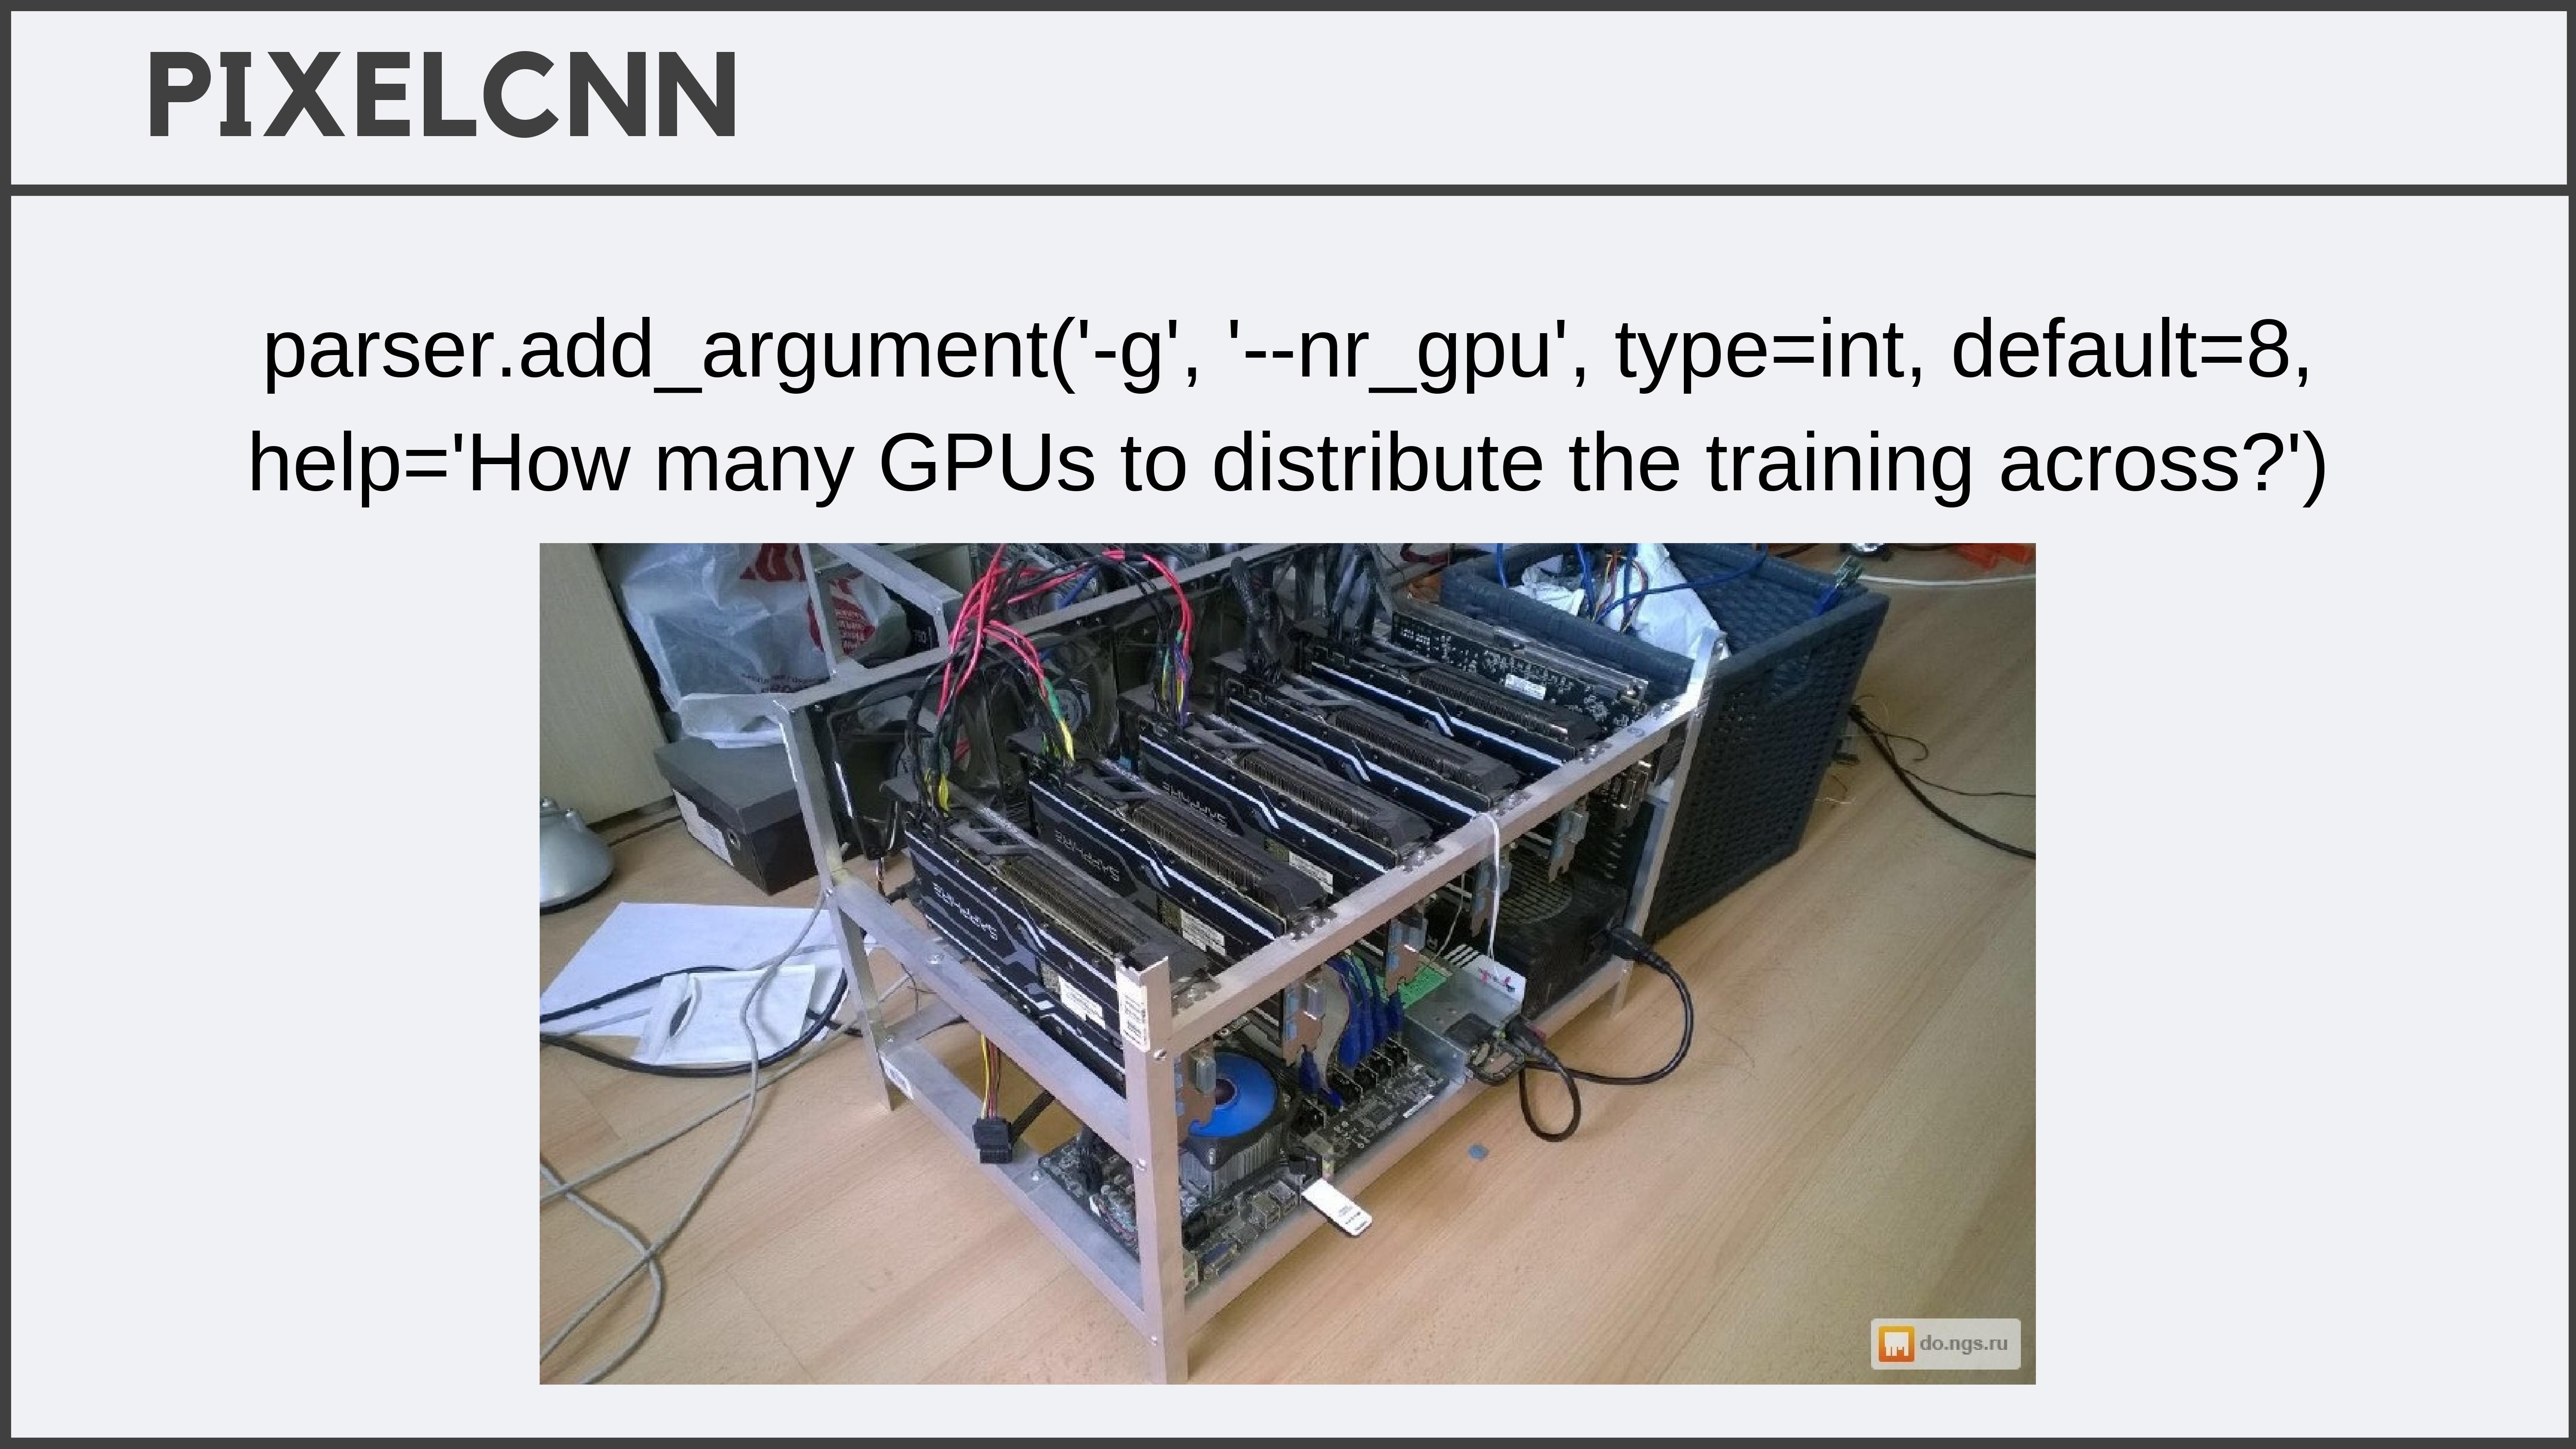 PIXELCNN
parser.add_argument('-g', '--nr_gpu', type=int, default=8,
help='How many GPUs to distribute the training across?')
SAPPHIRE
SAPPHIRE
SAPPHIRE
do.ngs.ru